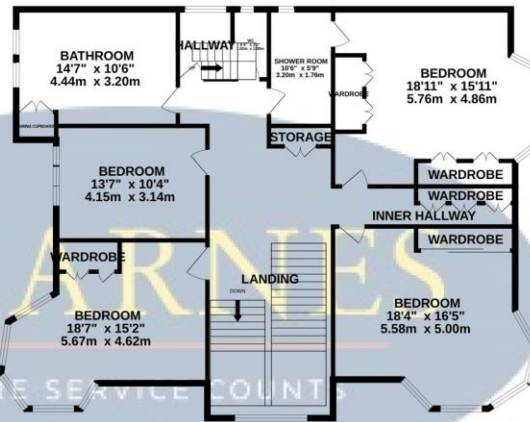 BATHROOM
14'7" x 10'6"
4.44m x 3.20m
HALLWAY
UP
WC
SHOWER ROOM
10'6" x 5'9"
3.20m x 1.76m
WARDROBE
BEDROOM
18'11" x 15'11"
5.76m x 4.86m
STORAGE
BEDROOM
13'7" x 10'4"
4.15m x 3.14m
WARDROBE
WARDROBE
INNER HALLWAY
WARDROBE
WARDROBE
BEDROOM
18'7" x 15'2"
5.67m x 4.62m
LANDING
DOWN
BEDROOM
18'4" x 16'5"
5.58m x 5.00m
ARNES
E SERVICE COUNTS